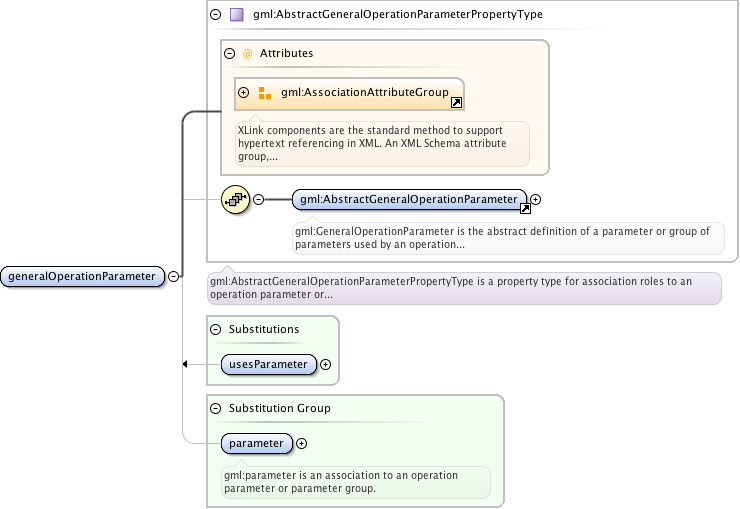 gml:AbstractGeneralOperationParameterPropertyType
@ Attributes
gml:AssociationAttributeGroup
XLink components are the standard method to support
hypertext referencing in XML. An XML Schema attribute
group,...
gml:AbstractGeneralOperationParameter
gml:GeneralOperationParameter is the abstract definition of a parameter or group of
parameters used by an operation...
generalOperationParameter
gml:AbstractGeneralOperationParameterPropertyType is a property type for association roles to an
operation parameter or...
Substitutions
usesParameter
Substitution Group
parameter
gml:parameter is an association to an operation
parameter or parameter group.